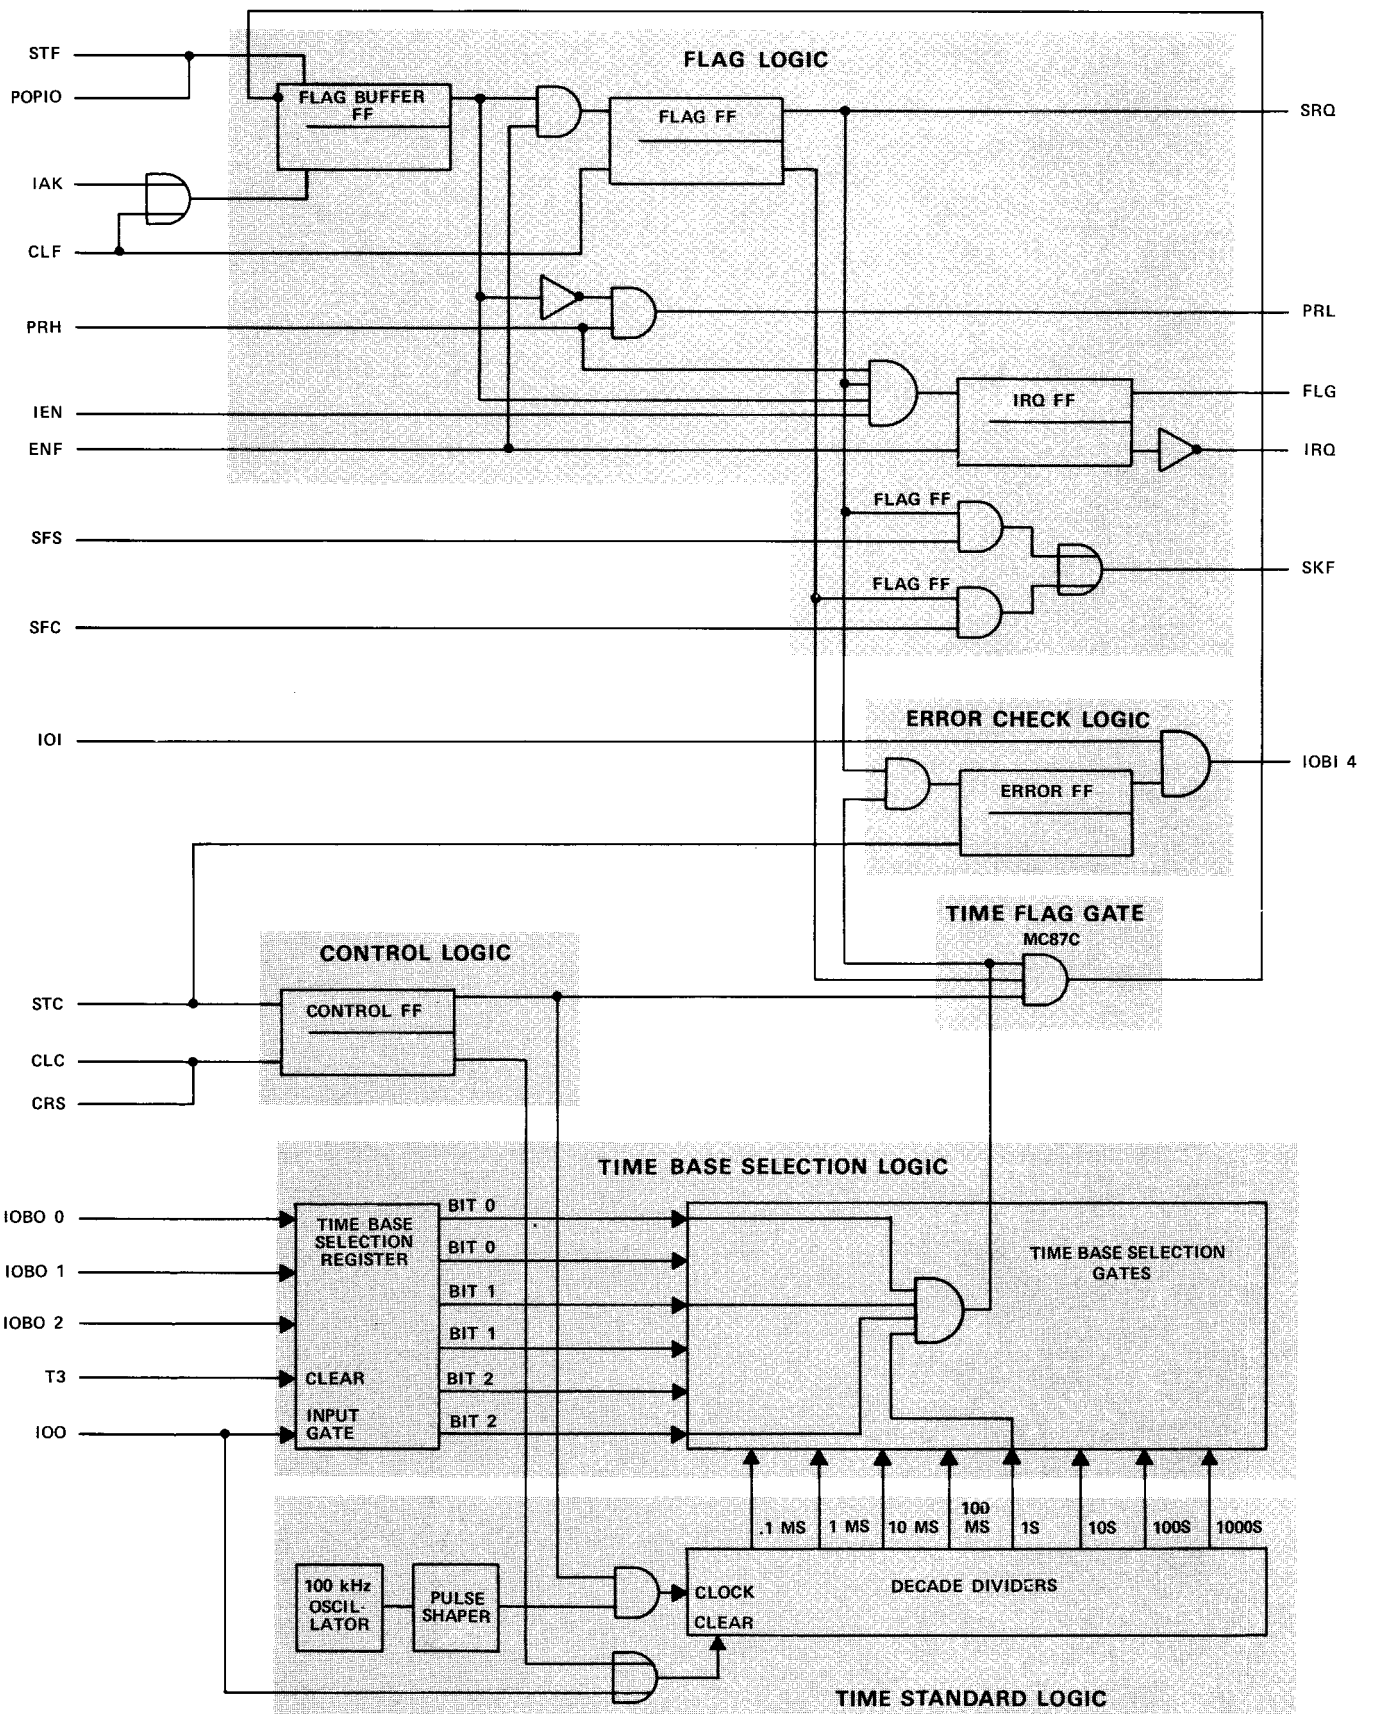 FLAG LOGIC
STF
POPIO
FLAG BUFFER
FF
FLAG FF
SRQ
IAK
CLF
PRH
PRL
IEN
IRQ FF
FLG
ENF
IRQ
FLAG FF
SFS
SKF
FLAG FF
SFC
ERROR CHECK LOGIC
IOI
IOBI 4
ERROR FF
TIME FLAG GATE
MC87C
CONTROL LOGIC
STC
CONTROL FF
CLC
CRS
TIME BASE SELECTION LOGIC
IOBO 0
IOBO 1
IOBO 2
T3
IOO
TIME BASE
SELECTION
REGISTER
CLEAR
INPUT
GATE
BIT 0
BIT 0
BIT 1
BIT 1
BIT 2
BIT 2
TIME BASE SELECTION
GATES
.1 MS
1 MS
10 MS
100
MS
1S
10S
100S
1000S
100 kHz
OSCIL-
LATOR
PULSE
SHAPER
CLOCK
CLEAR
DECADE DIVIDERS
TIME STANDARD LOGIC